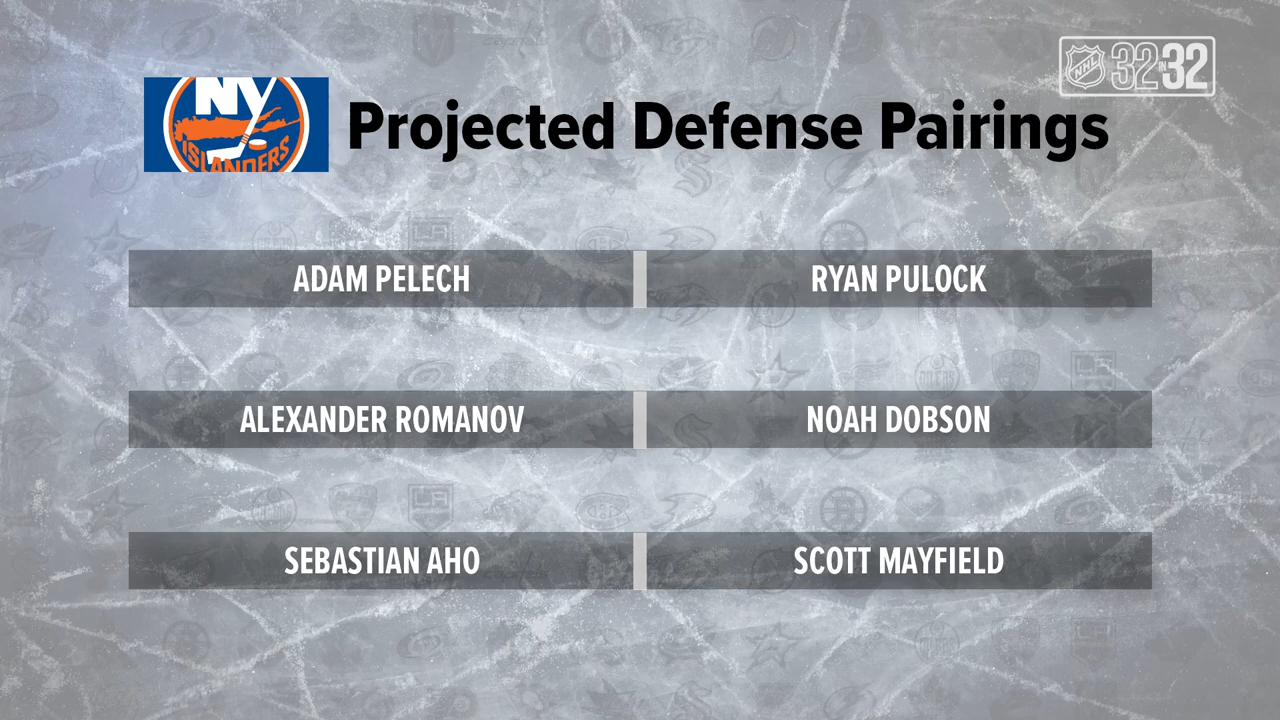 NHL 32 IN 32
NY
ISLANDERS
Projected Defense Pairings
ADAM PELECH
RYAN PULOCK
ALEXANDER ROMANOV
NOAH DOBSON
SEBASTIAN AHO
SCOTT MAYFIELD